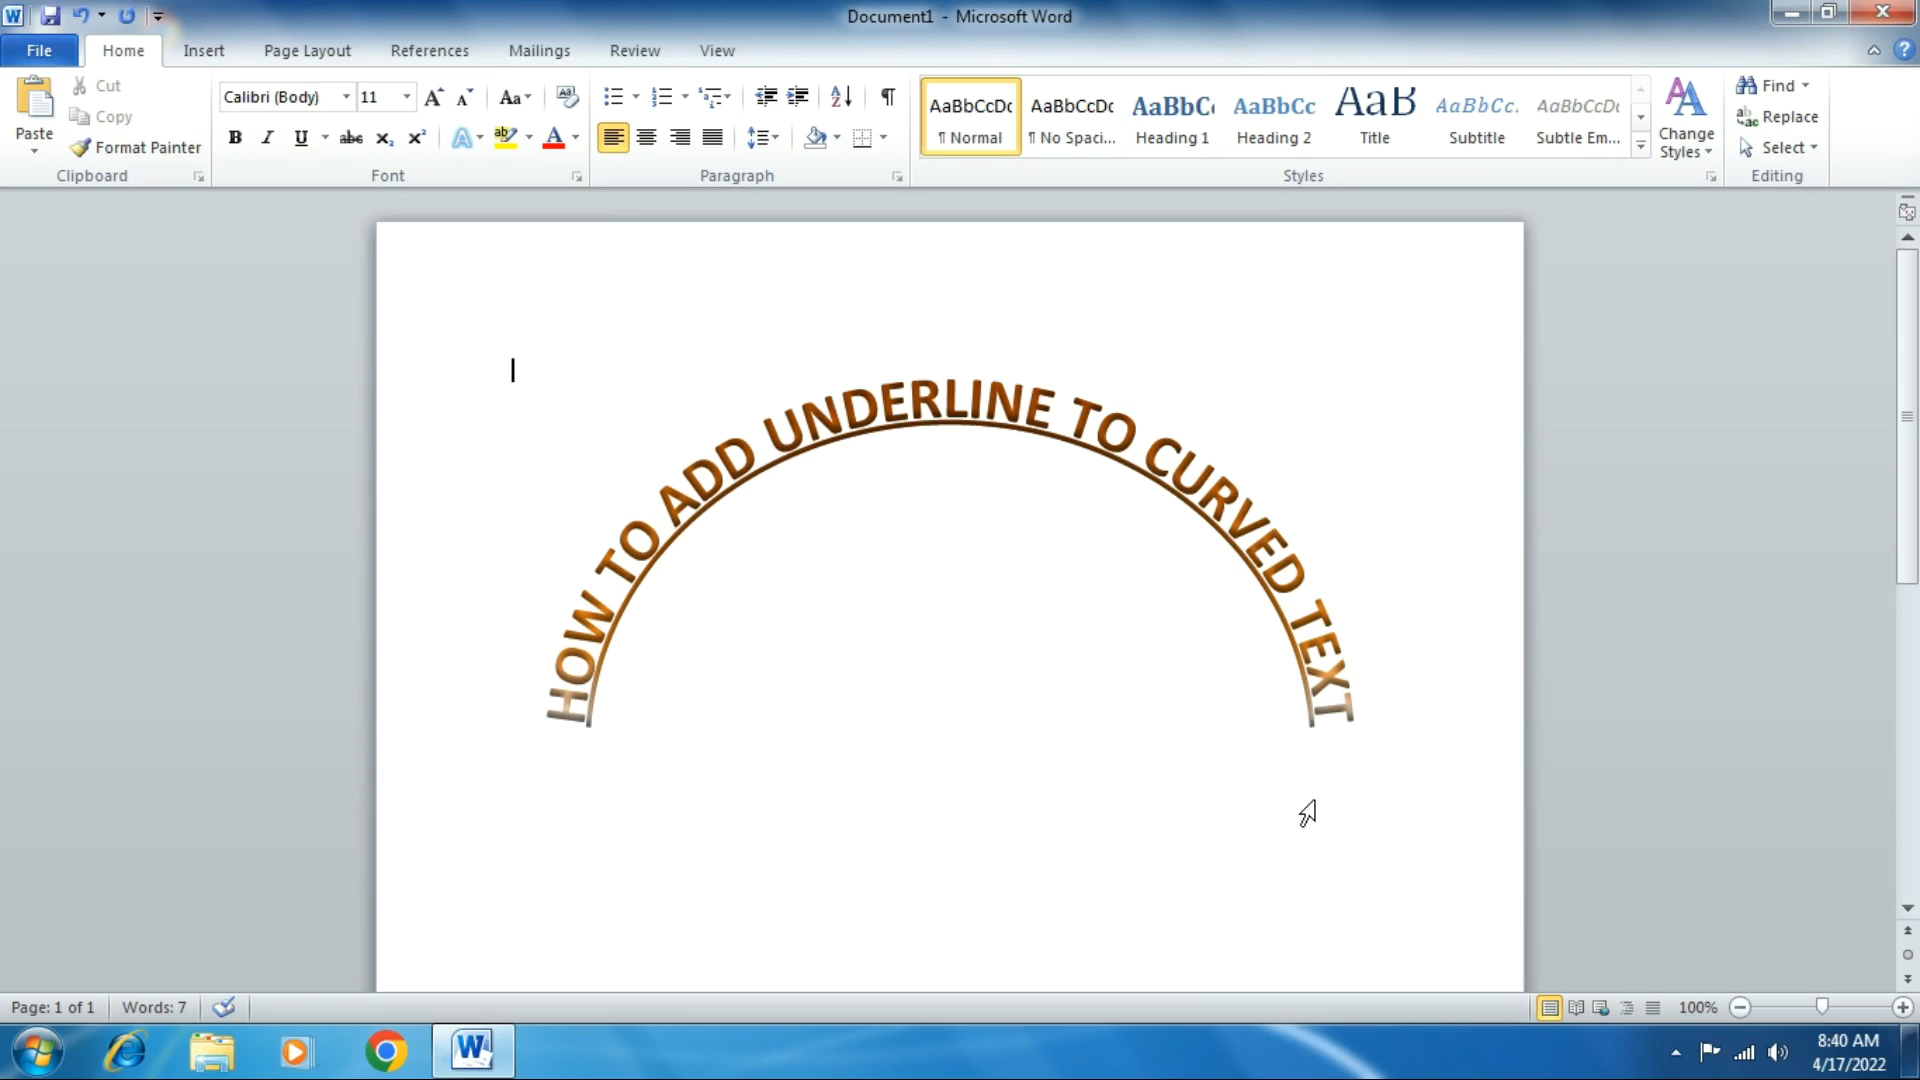 Document1 - Microsoft Word
File Home Insert Page Layout References Mailings Review View
Paste
Cut
Copy
Format Painter
Clipboard
Calibri (Body) 11
Font
Paragraph
AaBbCcDc AaBbCcDc AaBbC AaBbCc AaB AaBbCc. AaBbCcDc
¶ Normal ¶ No Spaci... Heading 1 Heading 2 Title Subtitle Subtle Em...
Change
Styles
Styles
Find
Replace
Select
Editing
HOW TO ADD UNDERLINE TO CURVED TEXT
Page: 1 of 1 Words: 7 100%
8:40 AM
4/17/2022